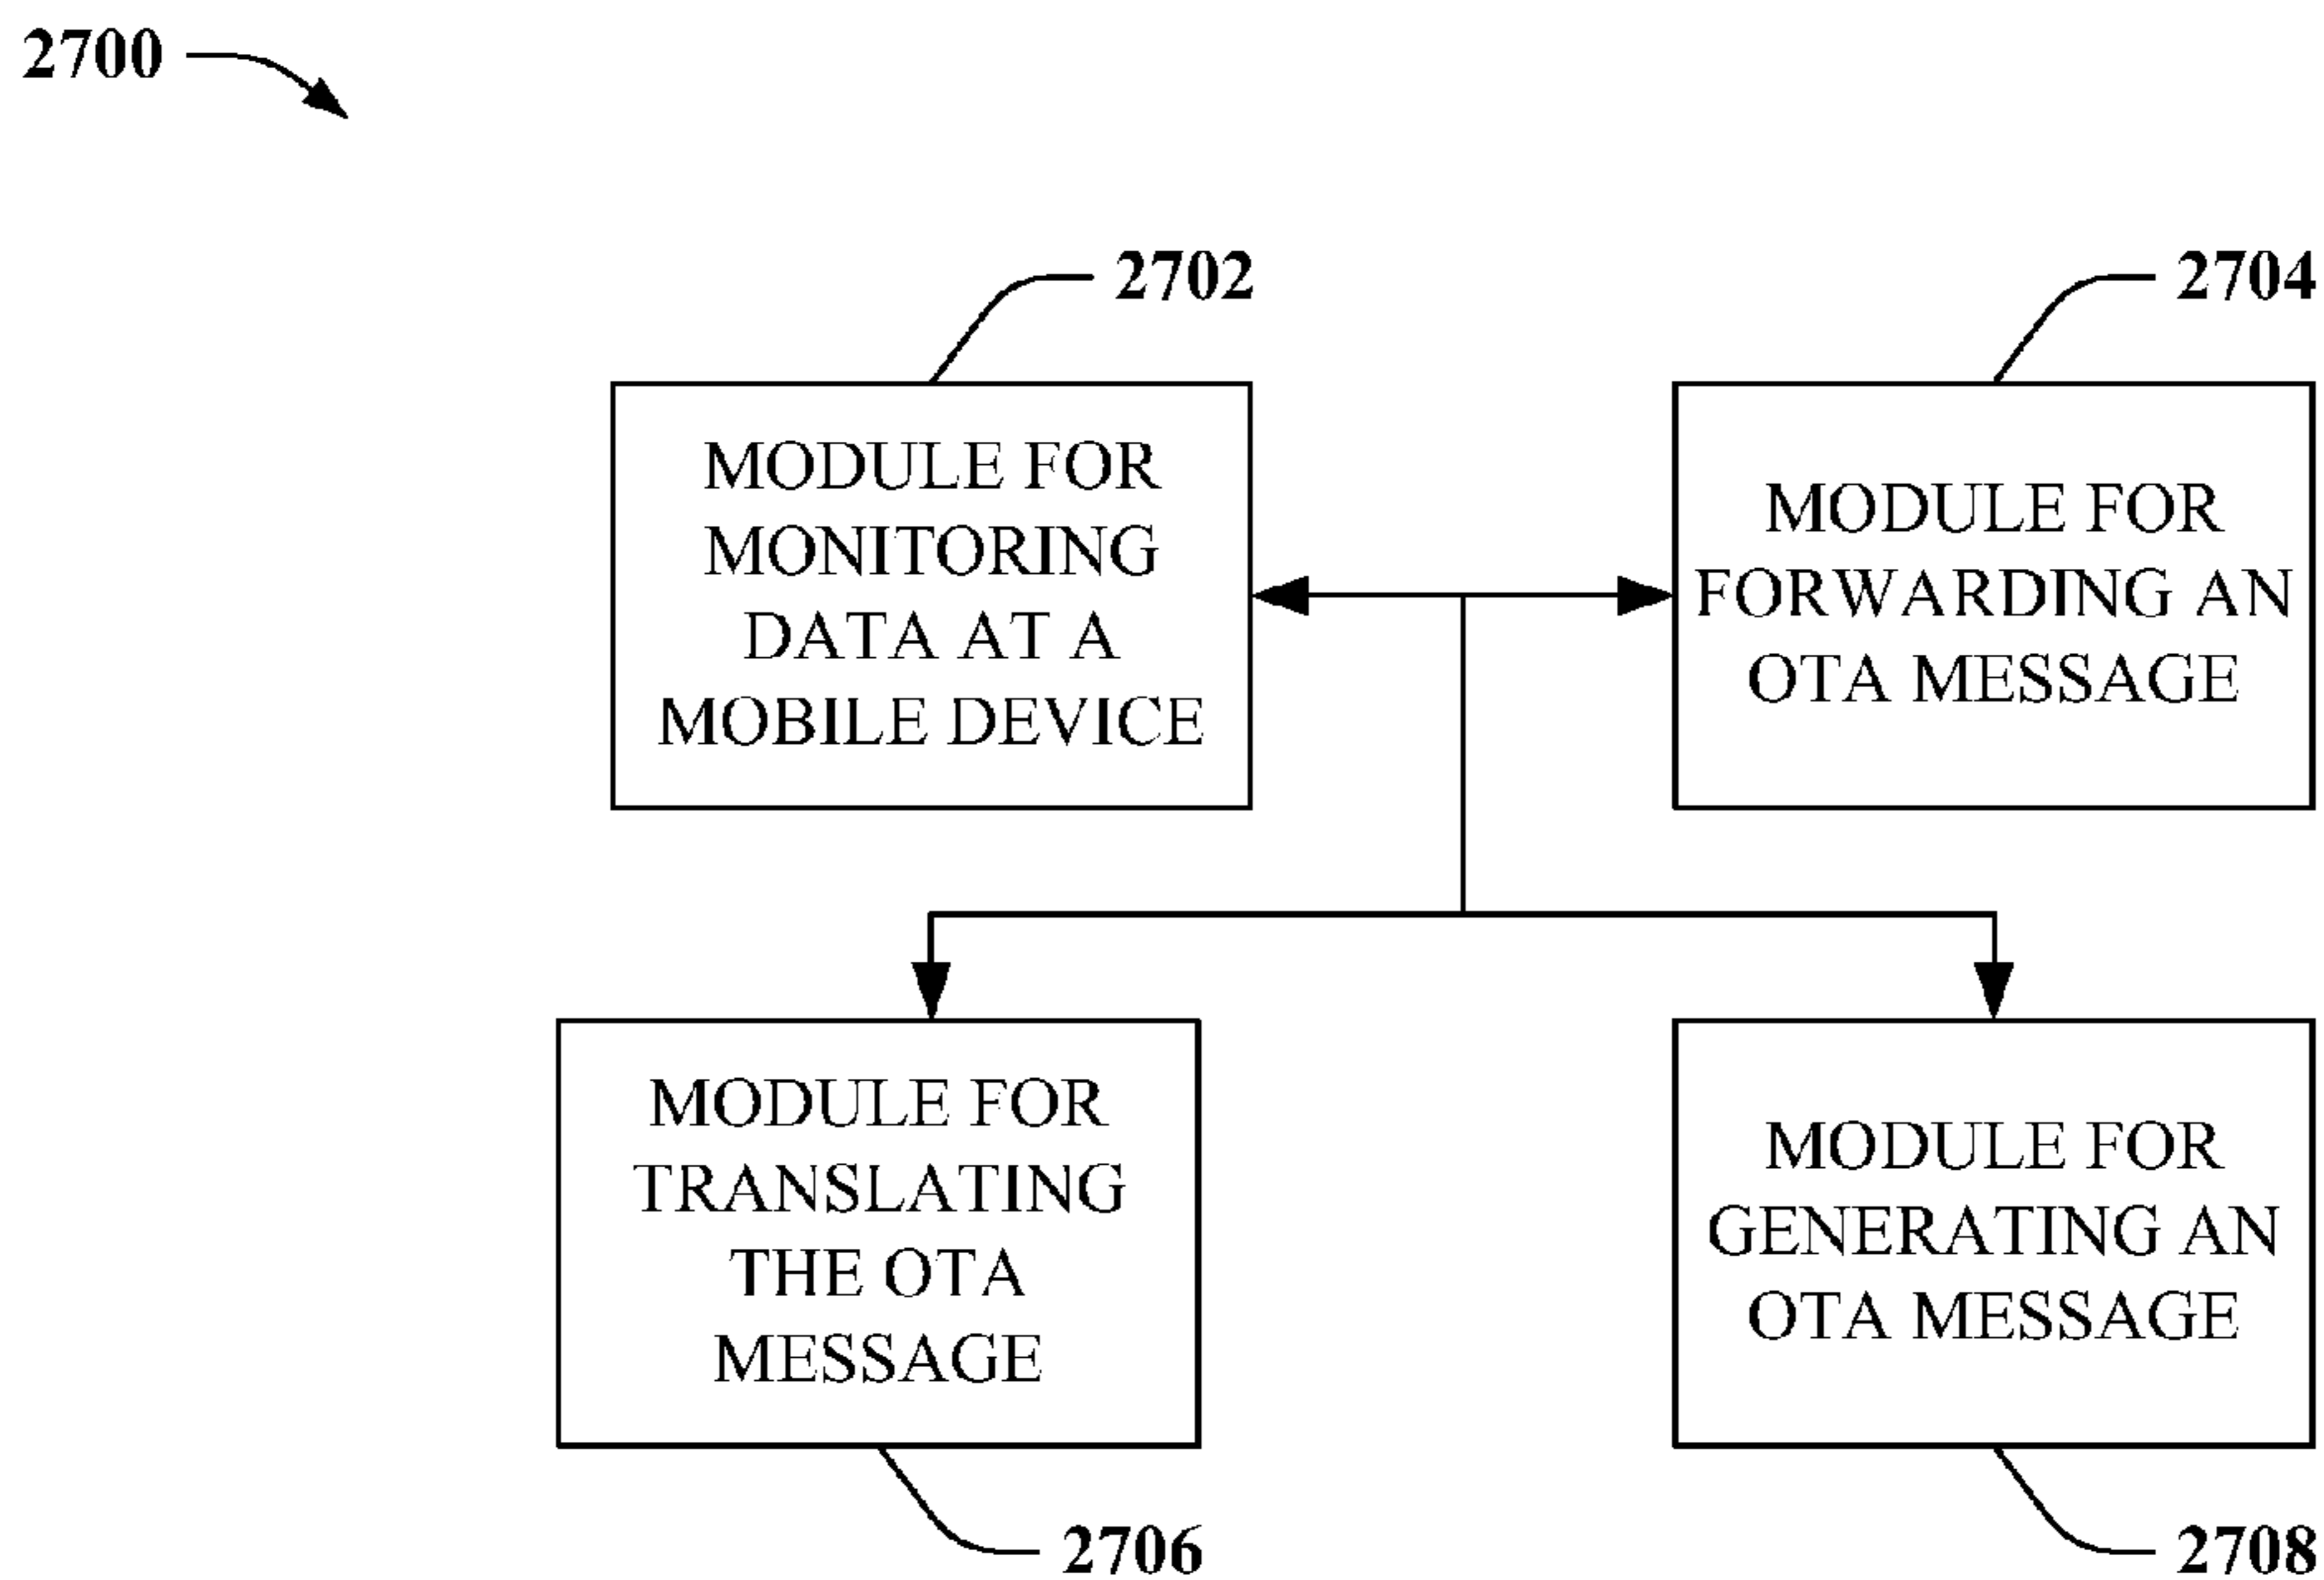 2700
2702
2704
MODULE FOR
MONITORING
DATA AT A
MOBILE DEVICE
MODULE FOR
FORWARDING AN
OTA MESSAGE
MODULE FOR
TRANSLATING
THE OTA
MESSAGE
MODULE FOR
GENERATING AN
OTA MESSAGE
2706
2708